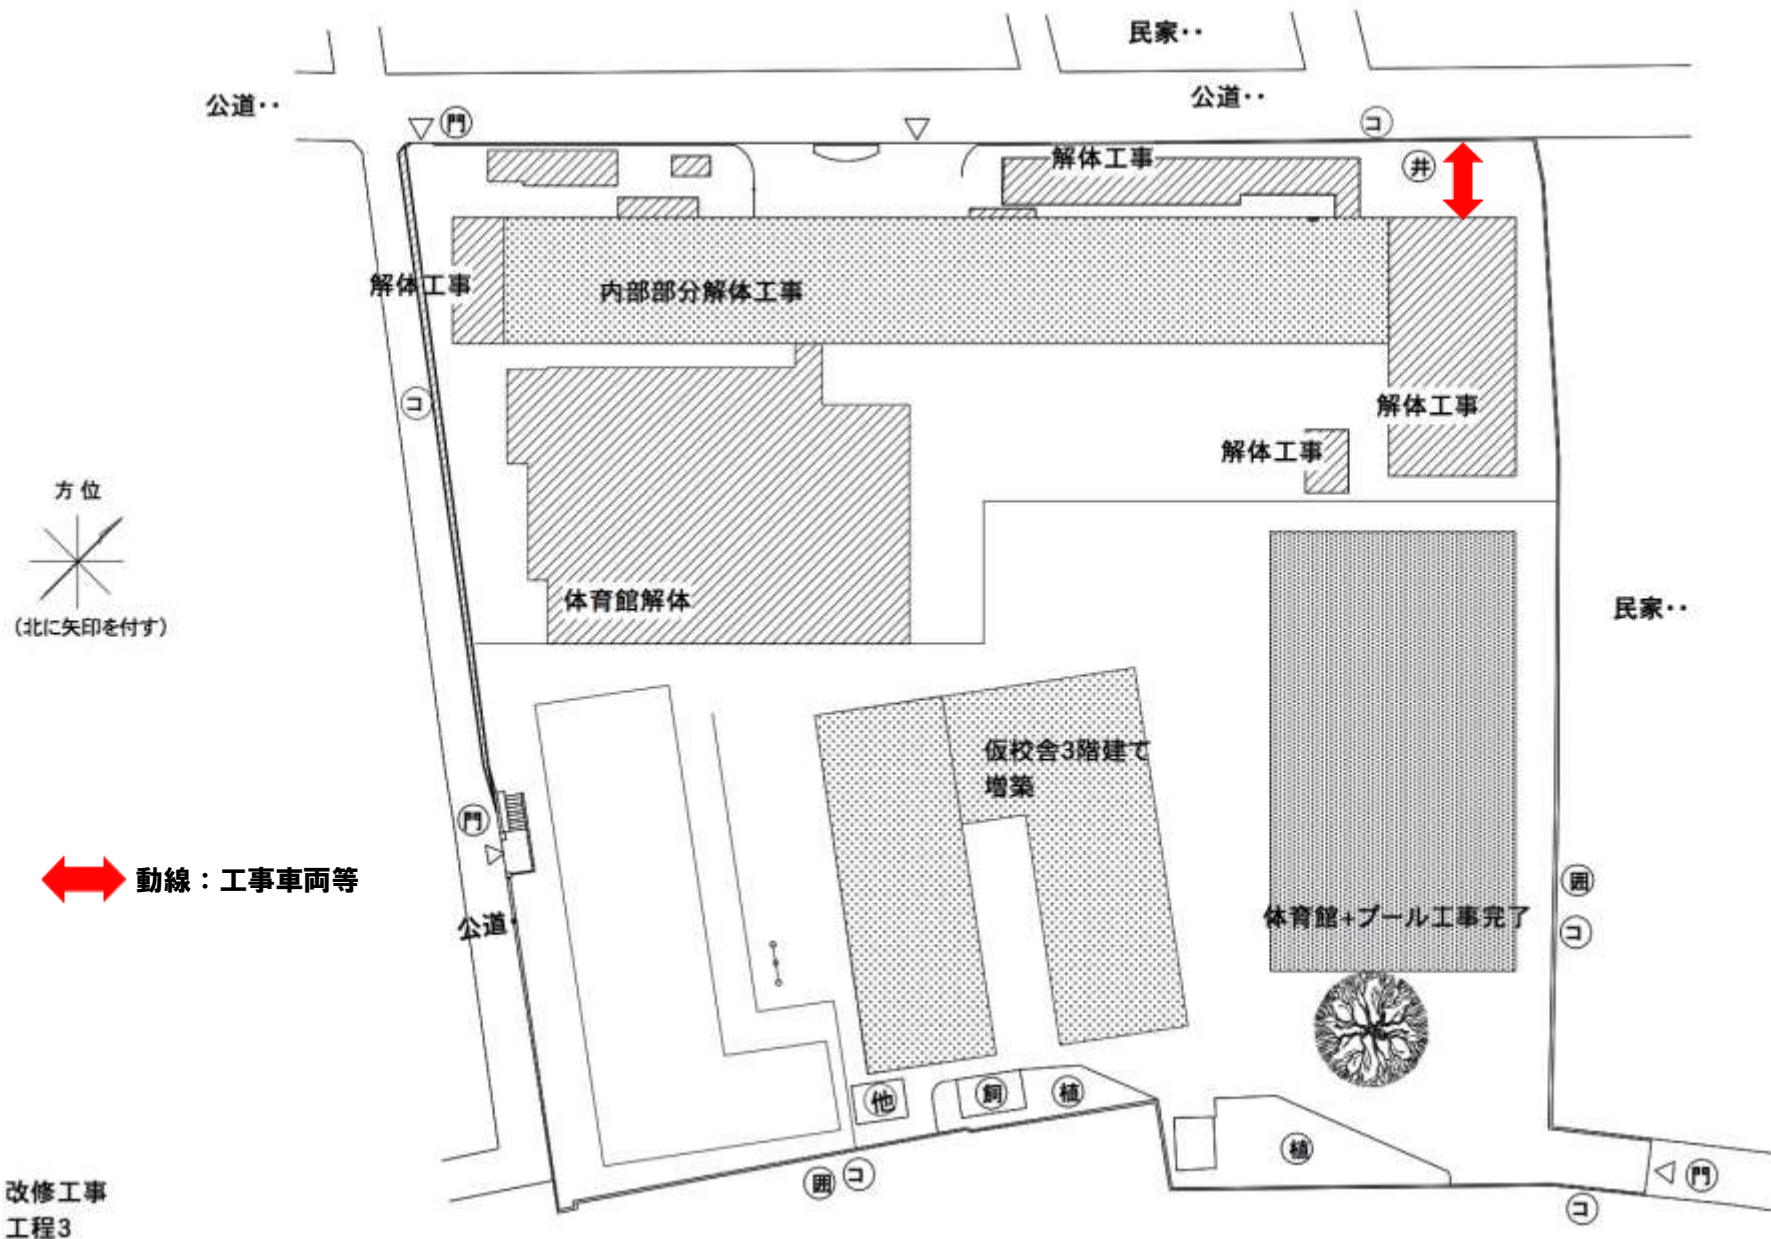 民家‥
公道‥
公道‥
門
コ
解体工事
井
解体工事
内部部分解体工事
コ
解体工事
解体工事
方位
(北に矢印を付す)
体育館解体
民家‥
仮校舎3階建て
増築
門
動線：工事車両等
囲
公道‥
体育館+プール工事完了
コ
他
飼
植
植
囲
コ
門
コ
改修工事
工程3